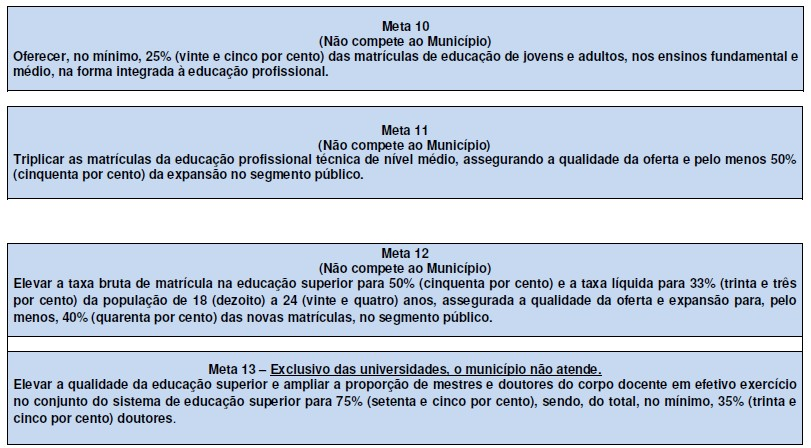 Meta 10
(Não compete ao Município)
Oferecer, no mínimo, 25% (vinte e cinco por cento) das matrículas de educação de jovens e adultos, nos ensinos fundamental e
médio, na forma integrada à educação profissional.
Meta 11
(Não compete ao Município)
Triplicar as matrículas da educação profissional técnica de nível médio, assegurando a qualidade da oferta e pelo menos 50%
(cinquenta por cento) da expansão no segmento público.
Meta 12
(Não compete ao Município)
Elevar a taxa bruta de matrícula na educação superior para 50% (cinquenta por cento) e a taxa líquida para 33% (trinta e três
por cento) da população de 18 (dezoito) a 24 (vinte e quatro) anos, assegurada a qualidade da oferta e expansão para, pelo
menos, 40% (quarenta por cento) das novas matrículas, no segmento público.
Meta 13 – Exclusivo das universidades, o município não atende.
Elevar a qualidade da educação superior e ampliar a proporção de mestres e doutores do corpo docente em efetivo exercício
no conjunto do sistema de educação superior para 75% (setenta e cinco por cento), sendo, do total, no mínimo, 35% (trinta e
cinco por cento) doutores.